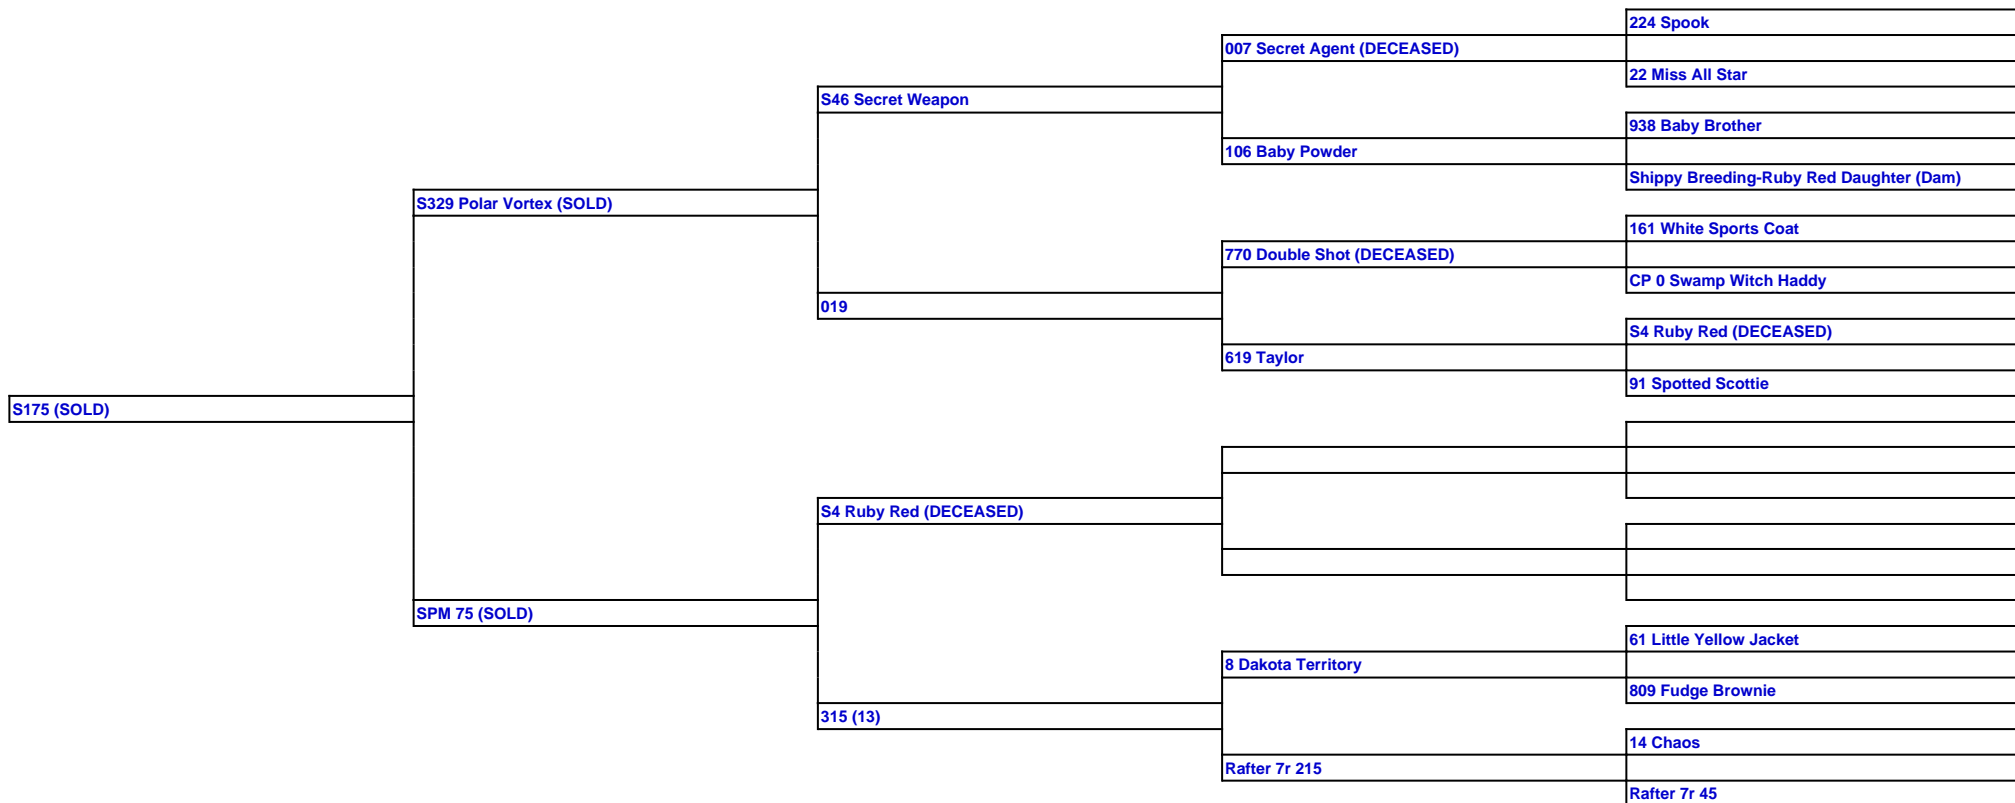 224 Spook
007 Secret Agent (DECEASED)
22 Miss All Star
S46 Secret Weapon
938 Baby Brother
106 Baby Powder
Shippy Breeding-Ruby Red Daughter (Dam)
S329 Polar Vortex (SOLD)
161 White Sports Coat
770 Double Shot (DECEASED)
CP 0 Swamp Witch Haddy
019
S4 Ruby Red (DECEASED)
619 Taylor
91 Spotted Scottie
S175 (SOLD)
S4 Ruby Red (DECEASED)
SPM 75 (SOLD)
61 Little Yellow Jacket
8 Dakota Territory
809 Fudge Brownie
315 (13)
14 Chaos
Rafter 7r 215
Rafter 7r 45